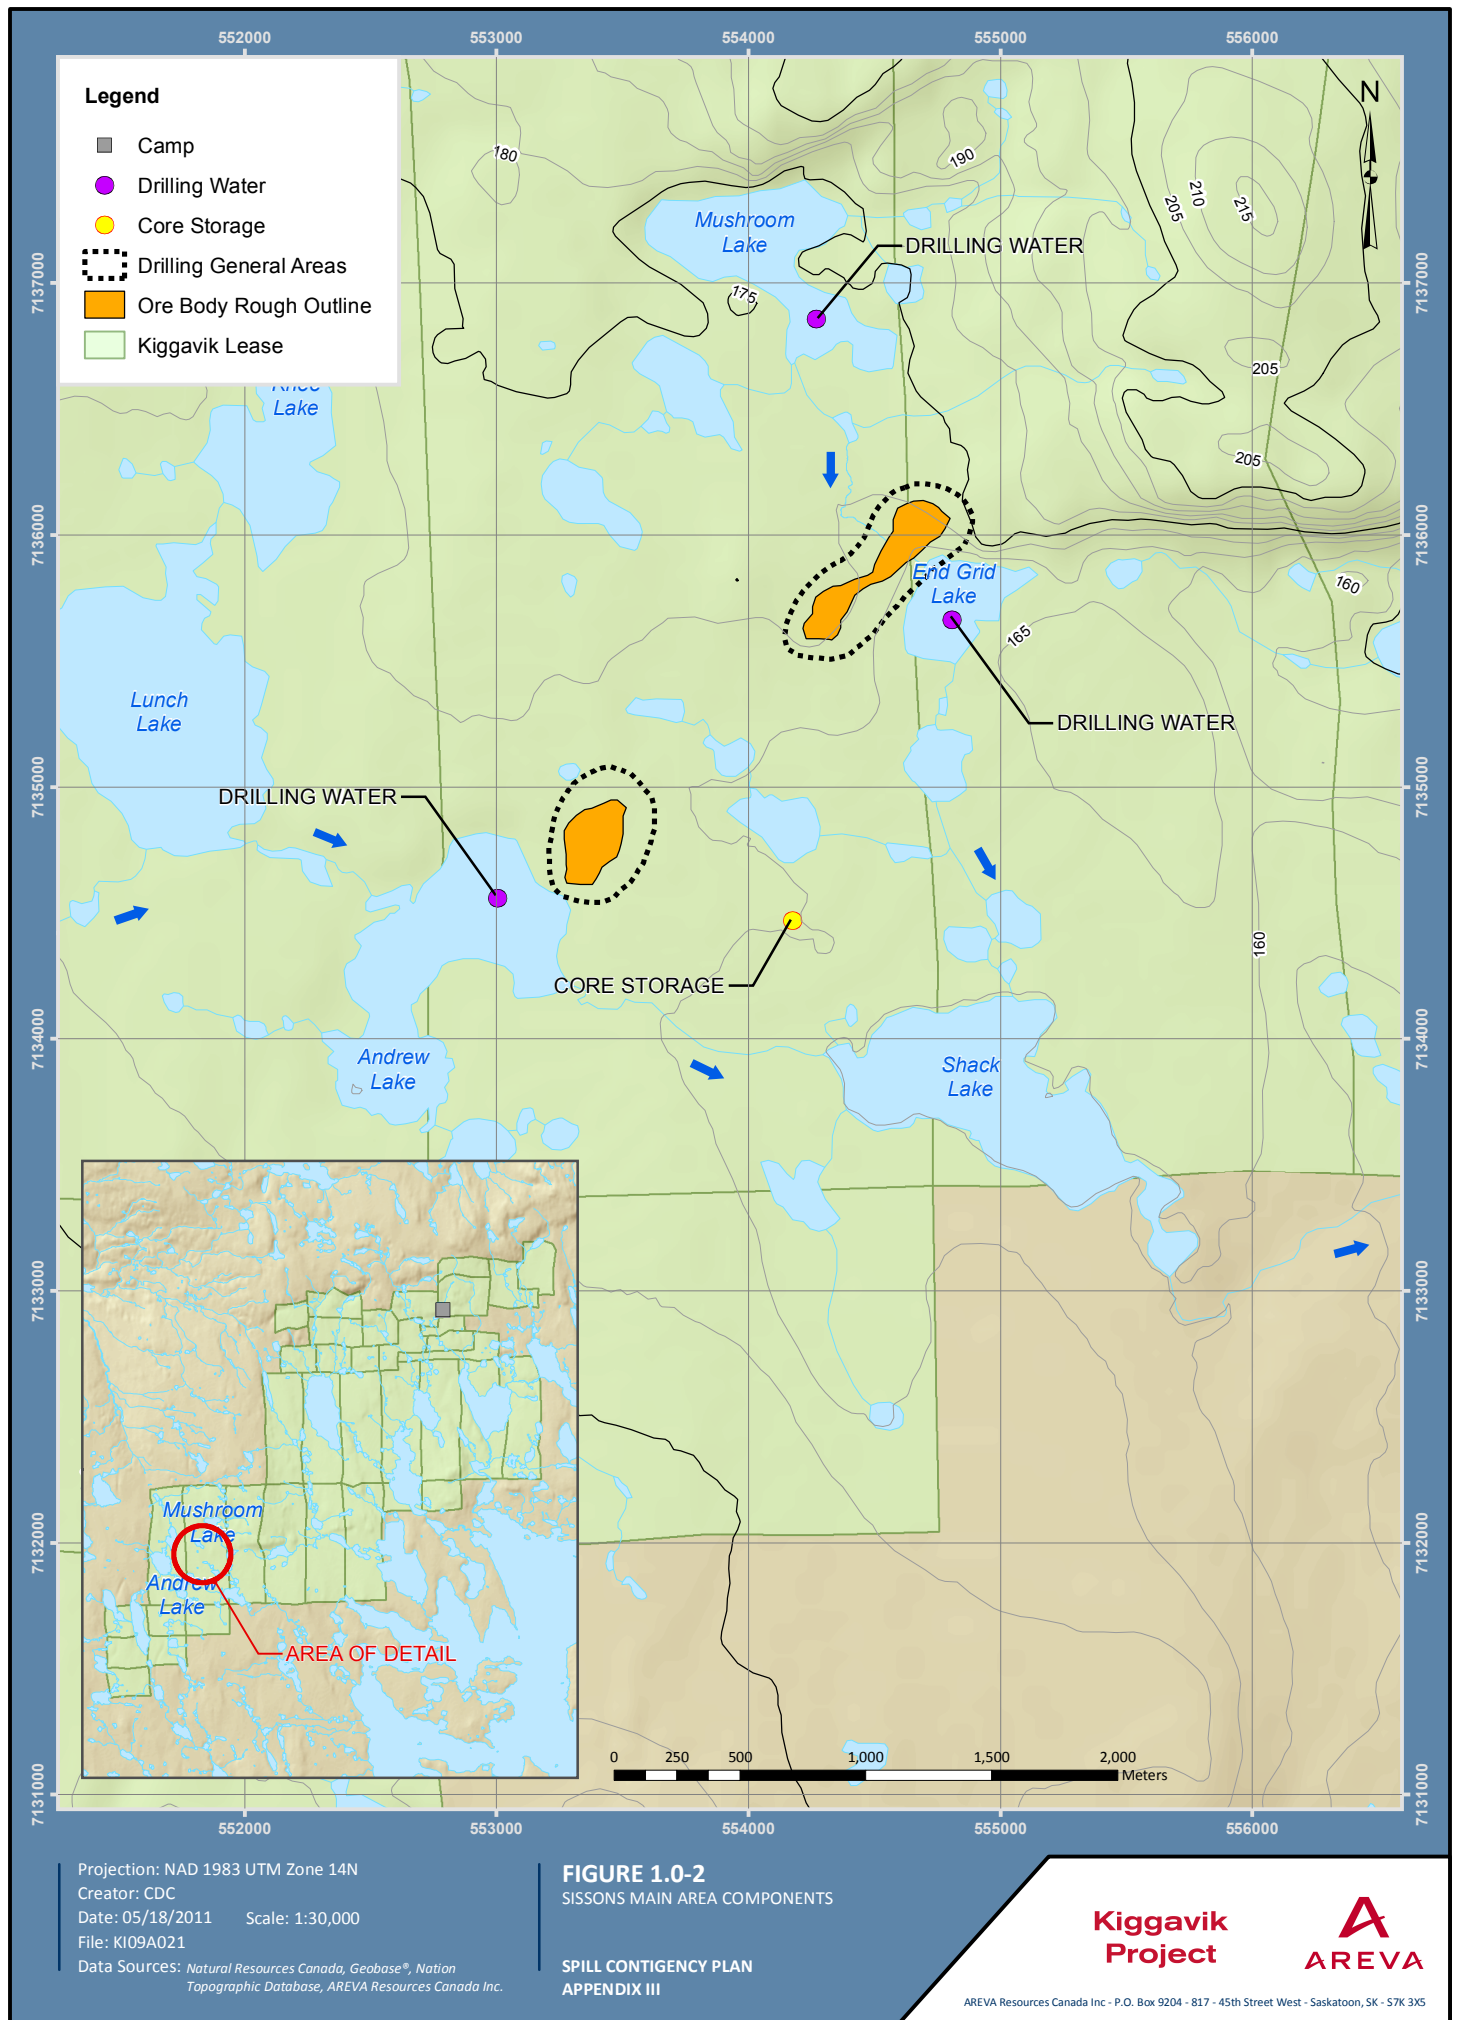 552000
553000
554000
555000
556000
Legend
Camp
Drilling Water
Core Storage
Drilling General Areas
Ore Body Rough Outline
Kiggavik Lease
N
180
190
210
205
215
Mushroom
Lake
DRILLING WATER
7137000
7137000
175
205
Knee
Lake
205
7136000
7136000
End Grid
Lake
160
165
Lunch
Lake
DRILLING WATER
DRILLING WATER
7135000
7135000
160
CORE STORAGE
7134000
7134000
Andrew
Lake
Shack
Lake
7133000
7133000
Mushroom
Lake
7132000
7132000
Andrew
Lake
AREA OF DETAIL
0
250
500
1,000
1,500
2,000
Meters
7131000
7131000
552000
553000
554000
555000
556000
Projection: NAD 1983 UTM Zone 14N
Creator: CDC
Date: 05/18/2011 Scale: 1:30,000
File: KI09A021
Data Sources: Natural Resources Canada, Geobase®, Nation
Topographic Database, AREVA Resources Canada Inc.
FIGURE 1.0-2
SISSONS MAIN AREA COMPONENTS
SPILL CONTIGENCY PLAN
APPENDIX III
Kiggavik
Project
AREVA
AREVA Resources Canada Inc - P.O. Box 9204 - 817 - 45th Street West - Saskatoon, SK - S7K 3X5